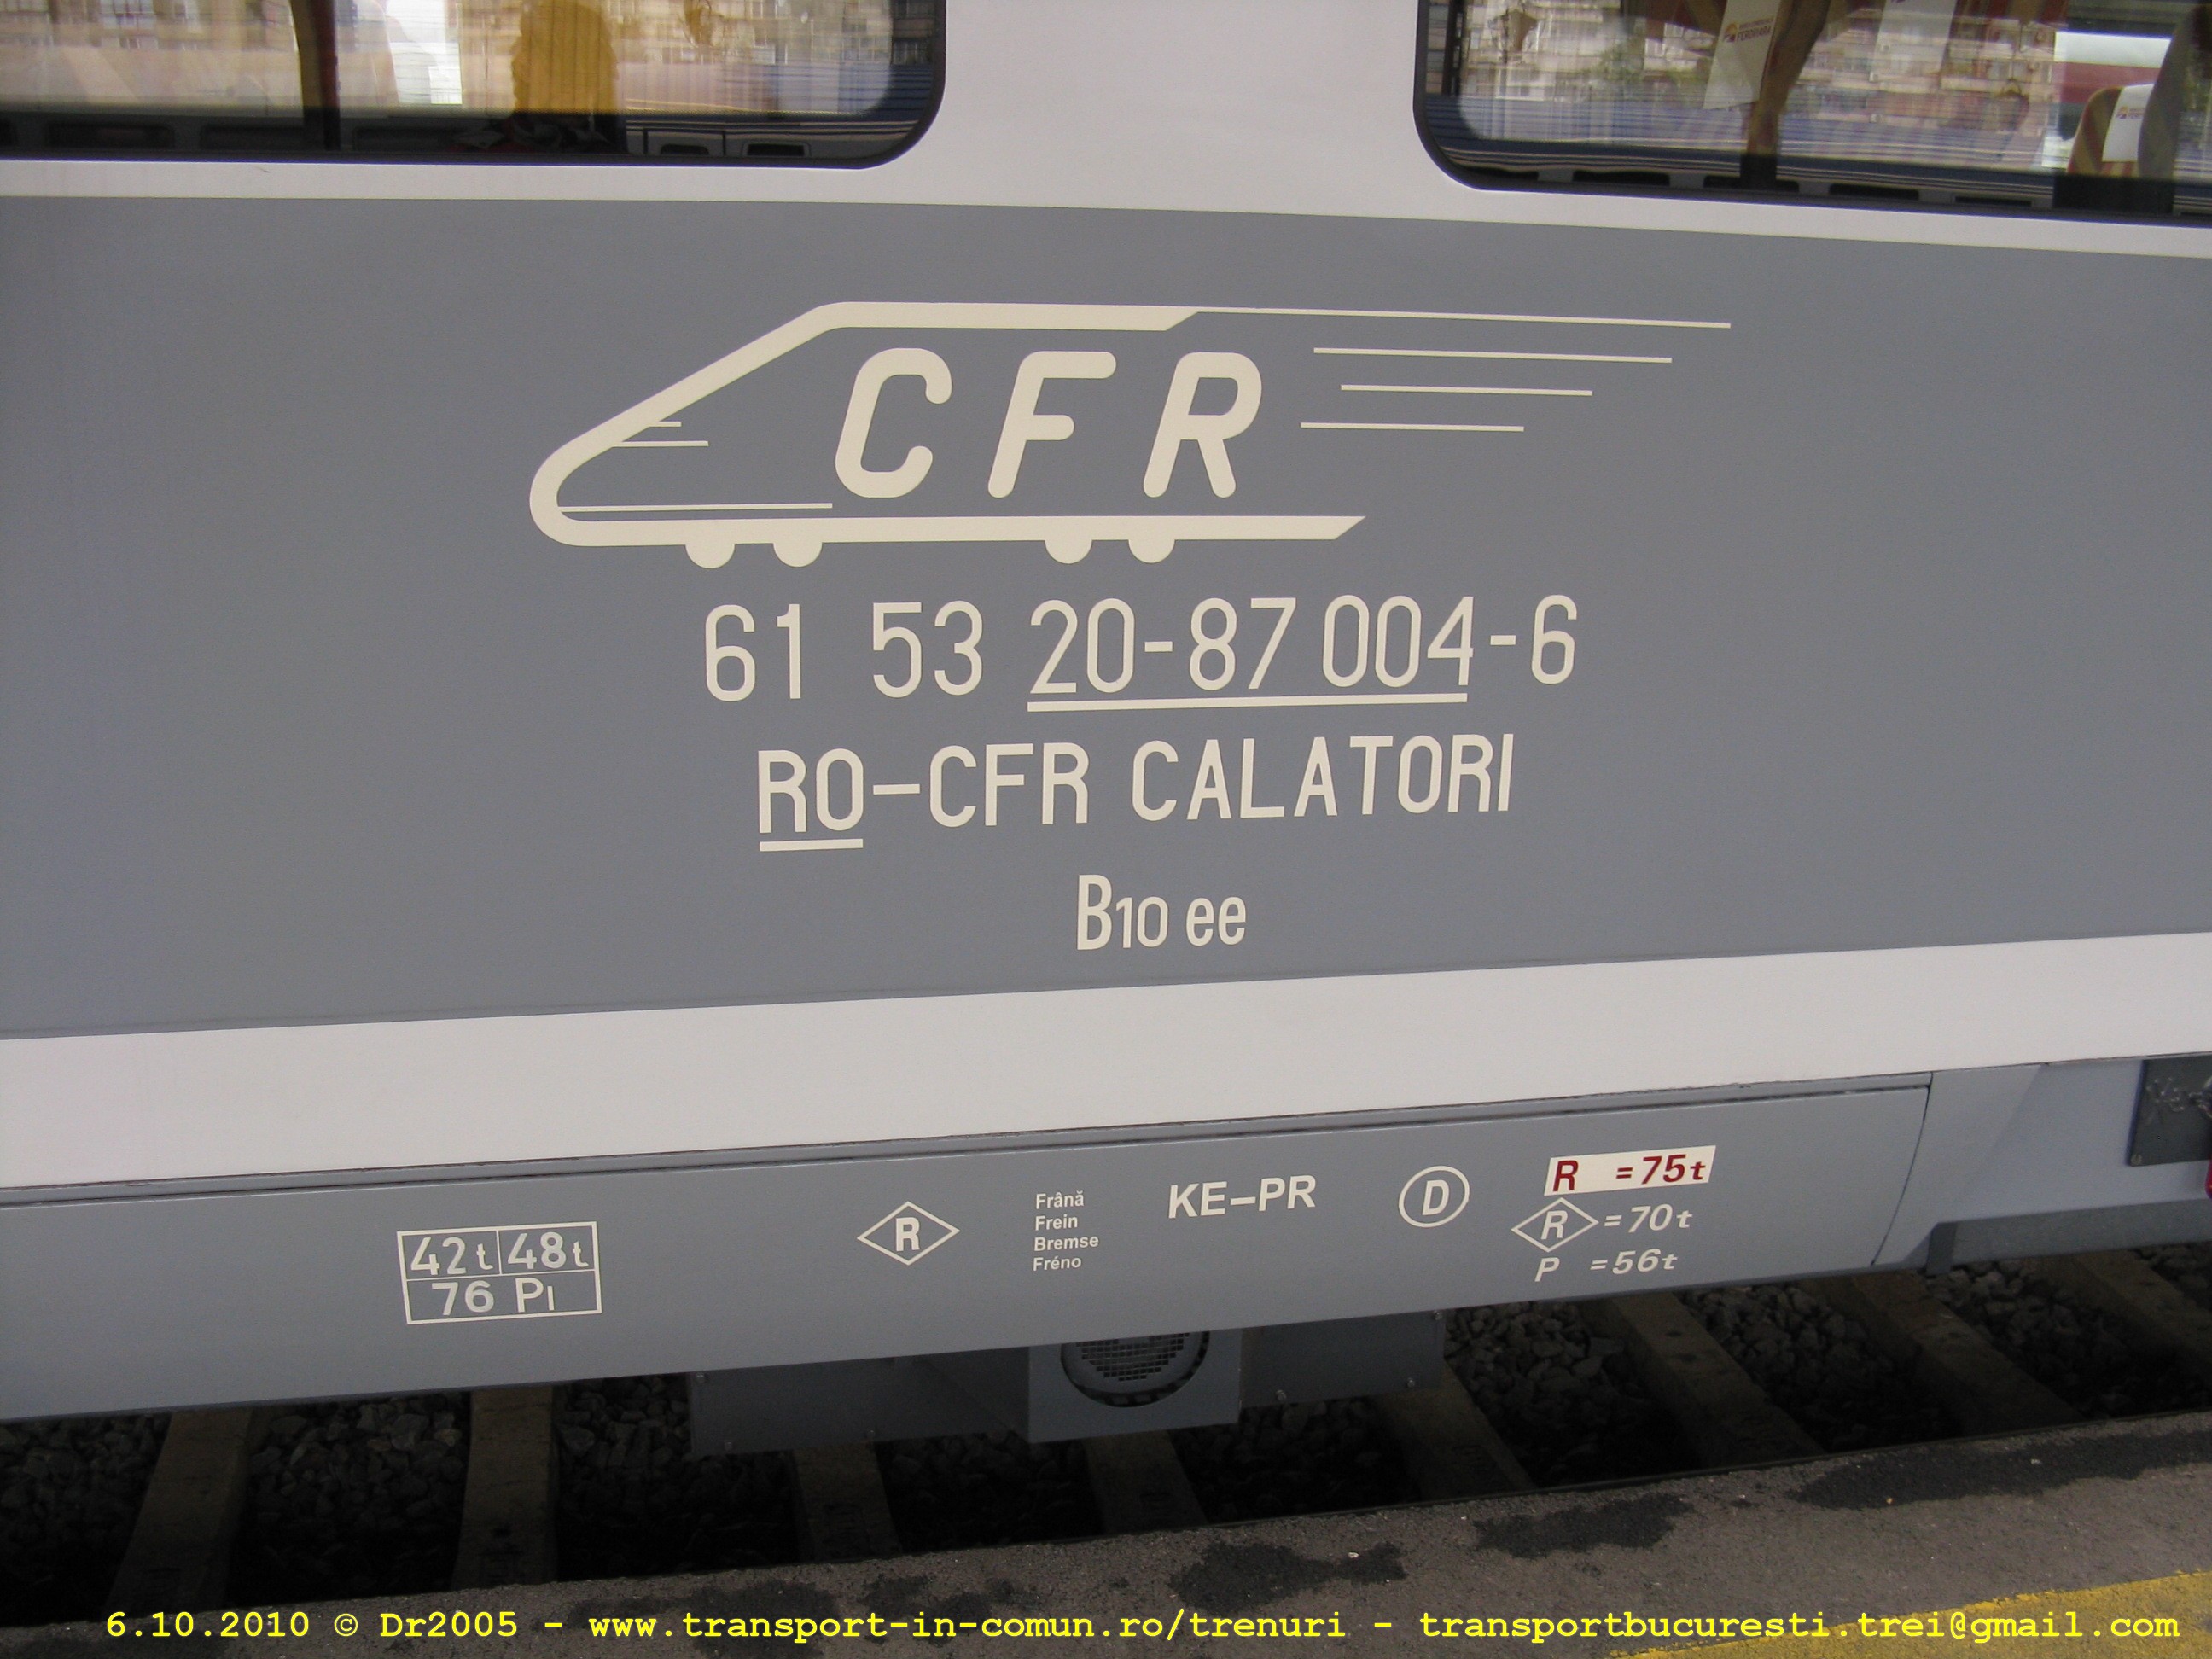 CFR
61 53 20-87 004-6
RO-CFR CALATORI
B10 ee
42t 48t
76 Pl
R
Frână
Frein
Bremse
Fréno
KE-PR
D
R =75t
R =70t
P =56t
6.10.2010 © Dr2005 - www.transport-in-comun.ro/trenuri - transportbucuresti.trei@gmail.com